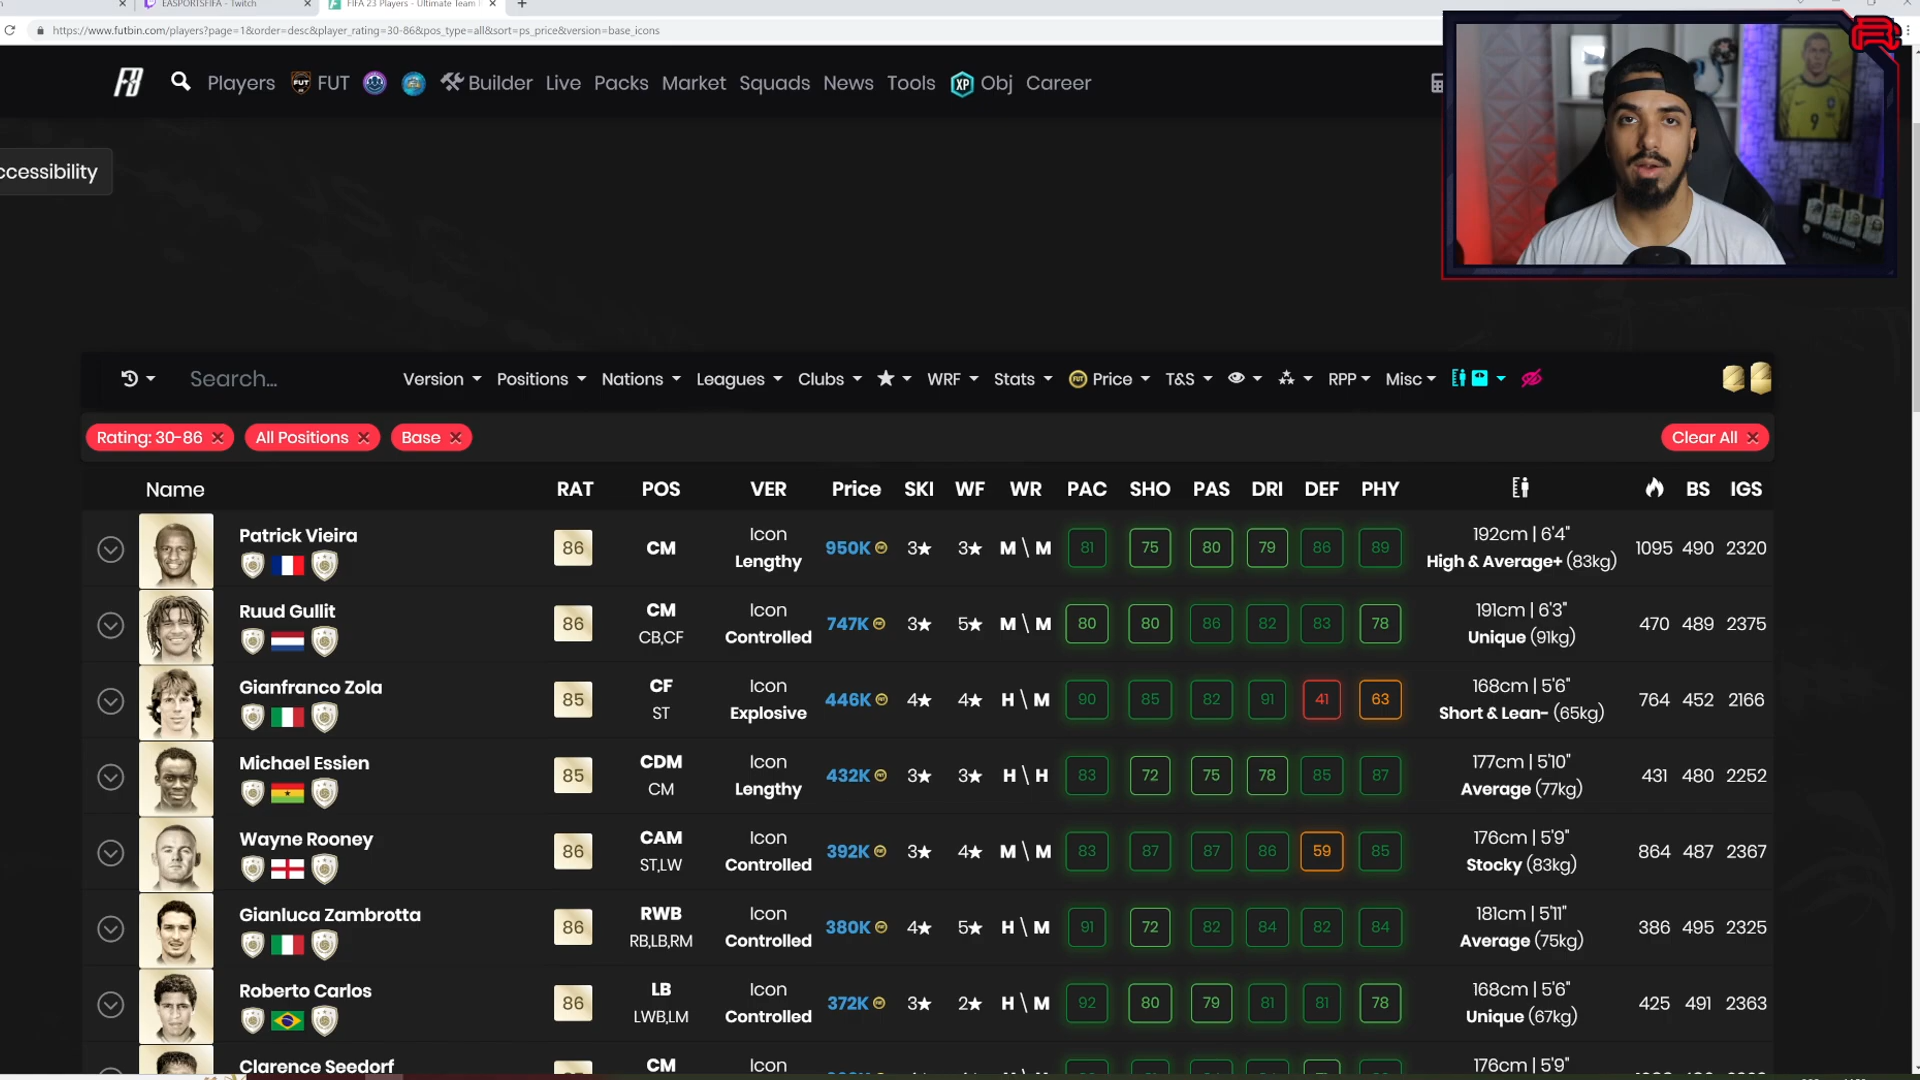 EASPORTSFIFA - Twitch
FIFA 23 Players - Ultimate Team
https://www.futbin.com/players?page=1&order=desc&player_rating=30-86&pos_type=all&sort=ps_price&version=base_icons
Players FUT Builder Live Packs Market Squads News Tools XP Obj Career
9
RONALDINHO
ccessibility
Search... Version Positions Nations Leagues Clubs WRF Stats FUT Price T&S RPP Misc
Rating: 30-86 × All Positions × Base × Clear All ×
Name RAT POS VER Price SKI WF WR PAC SHO PAS DRI DEF PHY BS IGS
Patrick Vieira 86 CM Icon 950K 3★ 3★ M \ M 81 75 80 79 86 89 192cm | 6'4" 1095 490 2320
Lengthy High & Average+ (83kg)
Ruud Gullit 86 CM Icon 747K 3★ 5★ M \ M 80 80 86 82 83 78 191cm | 6'3" 470 489 2375
CB,CF Controlled Unique (91kg)
Gianfranco Zola 85 CF Icon 446K 4★ 4★ H \ M 90 85 82 91 41 63 168cm | 5'6" 764 452 2166
ST Explosive Short & Lean- (65kg)
Michael Essien 85 CDM Icon 432K 3★ 3★ H \ H 83 72 75 78 85 87 177cm | 5'10" 431 480 2252
CM Lengthy Average (77kg)
Wayne Rooney 86 CAM Icon 392K 3★ 4★ M \ M 83 87 87 86 59 85 176cm | 5'9" 864 487 2367
ST,LW Controlled Stocky (83kg)
Gianluca Zambrotta 86 RWB Icon 380K 4★ 5★ H \ M 91 72 82 84 82 84 181cm | 5'11" 386 495 2325
RB,LB,RM Controlled Average (75kg)
Roberto Carlos 86 LB Icon 372K 3★ 2★ H \ M 92 80 79 81 81 78 168cm | 5'6" 425 491 2363
LWB,LM Controlled Unique (67kg)
Clarence Seedorf CM Icon 176cm | 5'9"